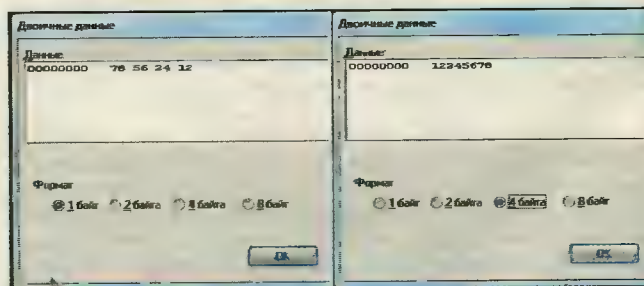 Двоичные данные
Данные:
00000000 78 56 24 12
Формат
1 байт 2 байта 4 байта 8 байт
OK
Двоичные данные
Данные:
00000000 12345678
Формат
1 байт 2 байта 4 байта 8 байт
OK